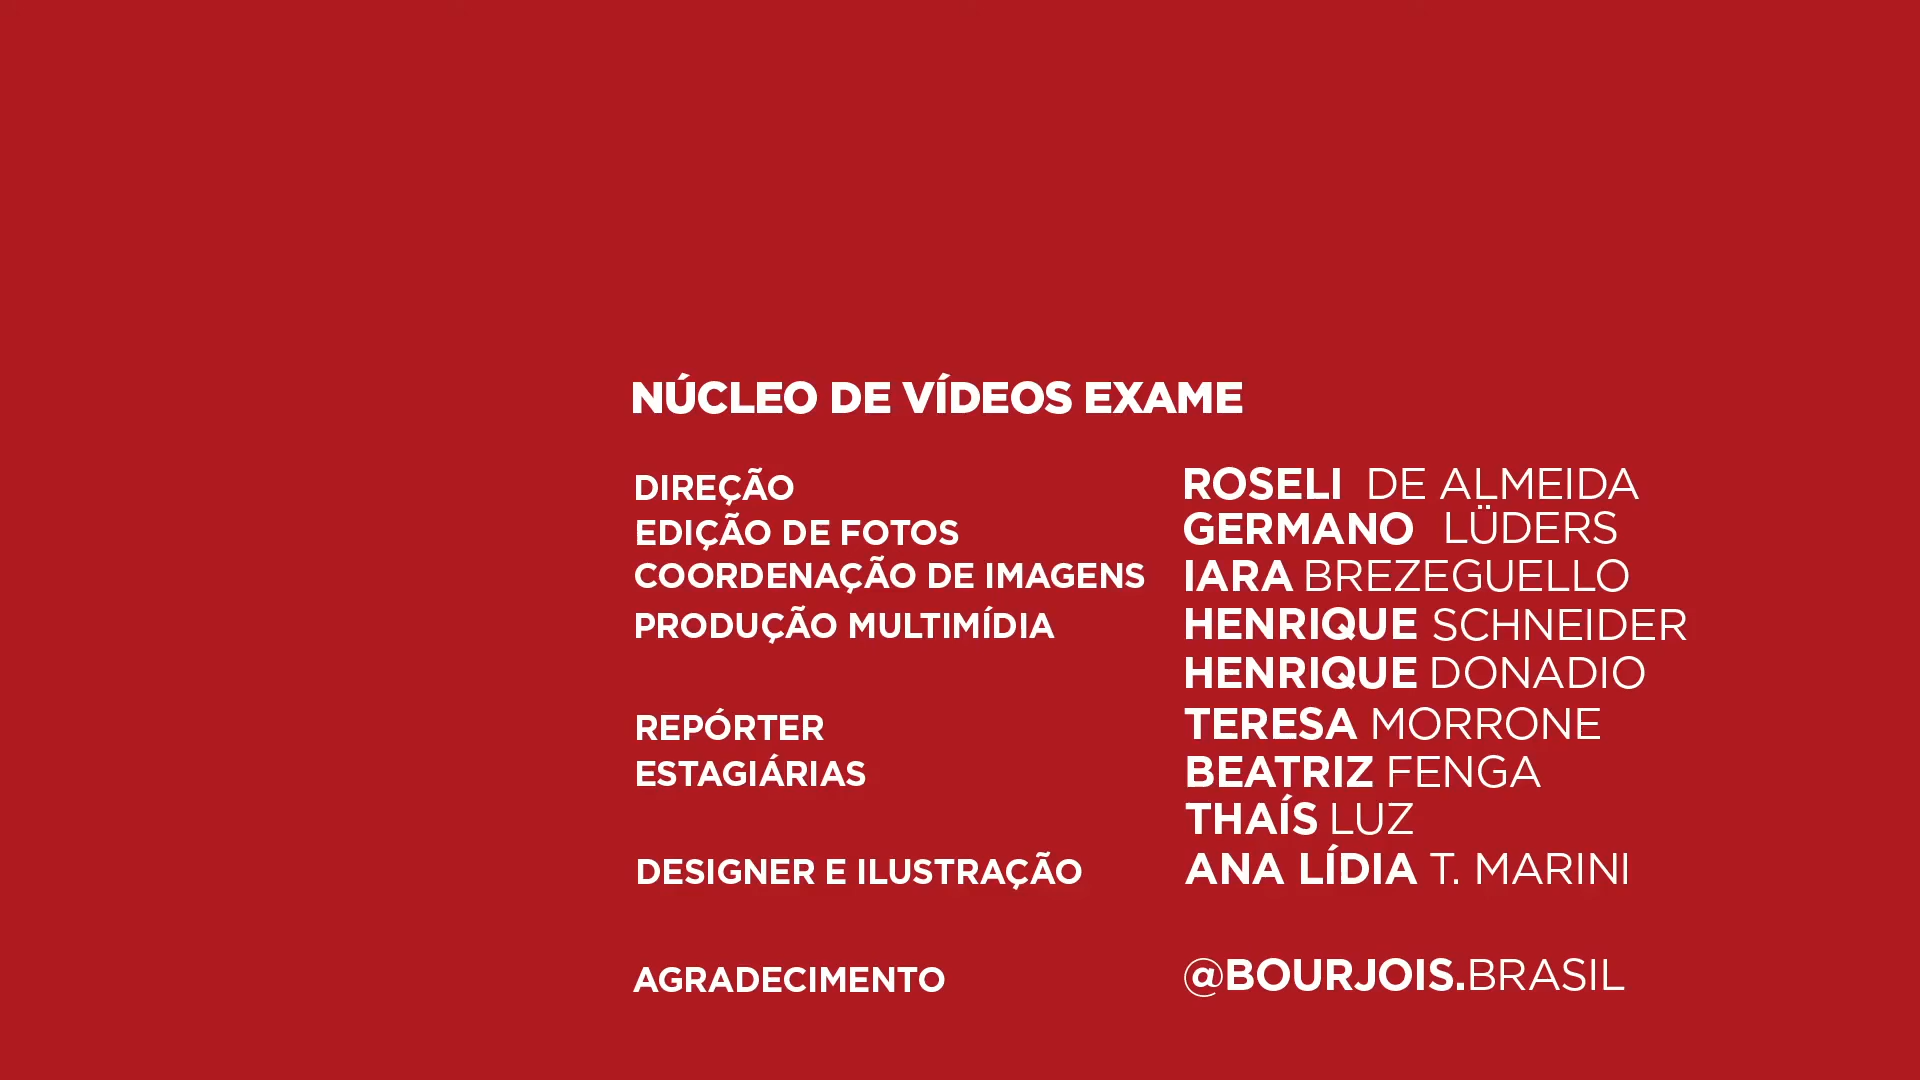 NÚCLEO DE VÍDEOS EXAME
DIREÇÃO ROSELI DE ALMEIDA
EDIÇÃO DE FOTOS GERMANO LÜDERS
COORDENAÇÃO DE IMAGENS IARA BREZEGUELLO
PRODUÇÃO MULTIMÍDIA HENRIQUE SCHNEIDER
HENRIQUE DONADIO
REPÓRTER TERESA MORRONE
ESTAGIÁRIAS BEATRIZ FENGA
THAÍS LUZ
DESIGNER E ILUSTRAÇÃO ANA LÍDIA T. MARINI
AGRADECIMENTO @BOURJOIS.BRASIL